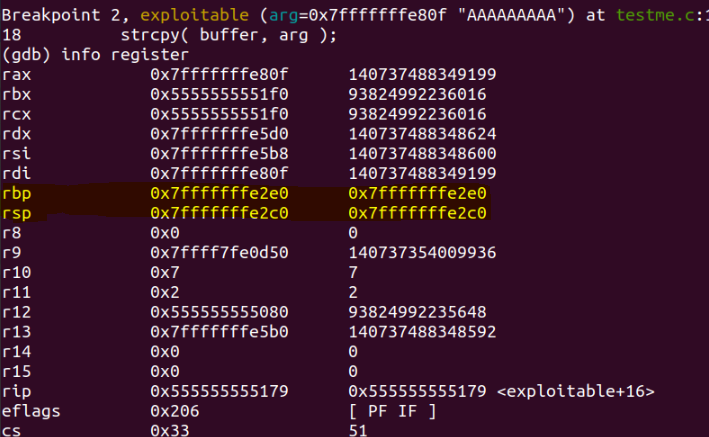 Breakpoint 2, exploitable (arg=0x7fffffffe80f "AAAAAAAAA") at testme.c:1
18 strcpy( buffer, arg );
(gdb) info register
rax 0x7fffffffe80f 140737488349199
rbx 0x5555555551f0 93824992236016
rcx 0x5555555551f0 93824992236016
rdx 0x7fffffffe5d0 140737488348624
rsi 0x7fffffffe5b8 140737488348600
rdi 0x7fffffffe80f 140737488349199
rbp 0x7fffffffe2e0 0x7fffffffe2e0
rsp 0x7fffffffe2c0 0x7fffffffe2c0
r8 0x0 0
r9 0x7ffff7fe0d50 140737354009936
r10 0x7 7
r11 0x2 2
r12 0x555555555080 93824992235648
r13 0x7fffffffe5b0 140737488348592
r14 0x0 0
r15 0x0 0
rip 0x555555555179 0x555555555179 <exploitable+16>
eflags 0x206 [ PF IF ]
cs 0x33 51